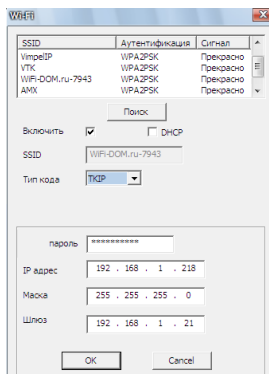 Wi-Fi
SSID Аутентификация Сигнал
VimpelIP WPA2PSK Прекрасно
VTK WPA2PSK Прекрасно
WiFi-DOM.ru-7943 WPA2PSK Прекрасно
AMX WPA2PSK Прекрасно
Поиск
Включить DHCP
SSID WiFi-DOM.ru-7943
Тип кода TKIP
пароль **********
IP адрес 192 . 168 . 1 . 218
Маска 255 . 255 . 255 . 0
Шлюз 192 . 168 . 1 . 21
OK Cancel